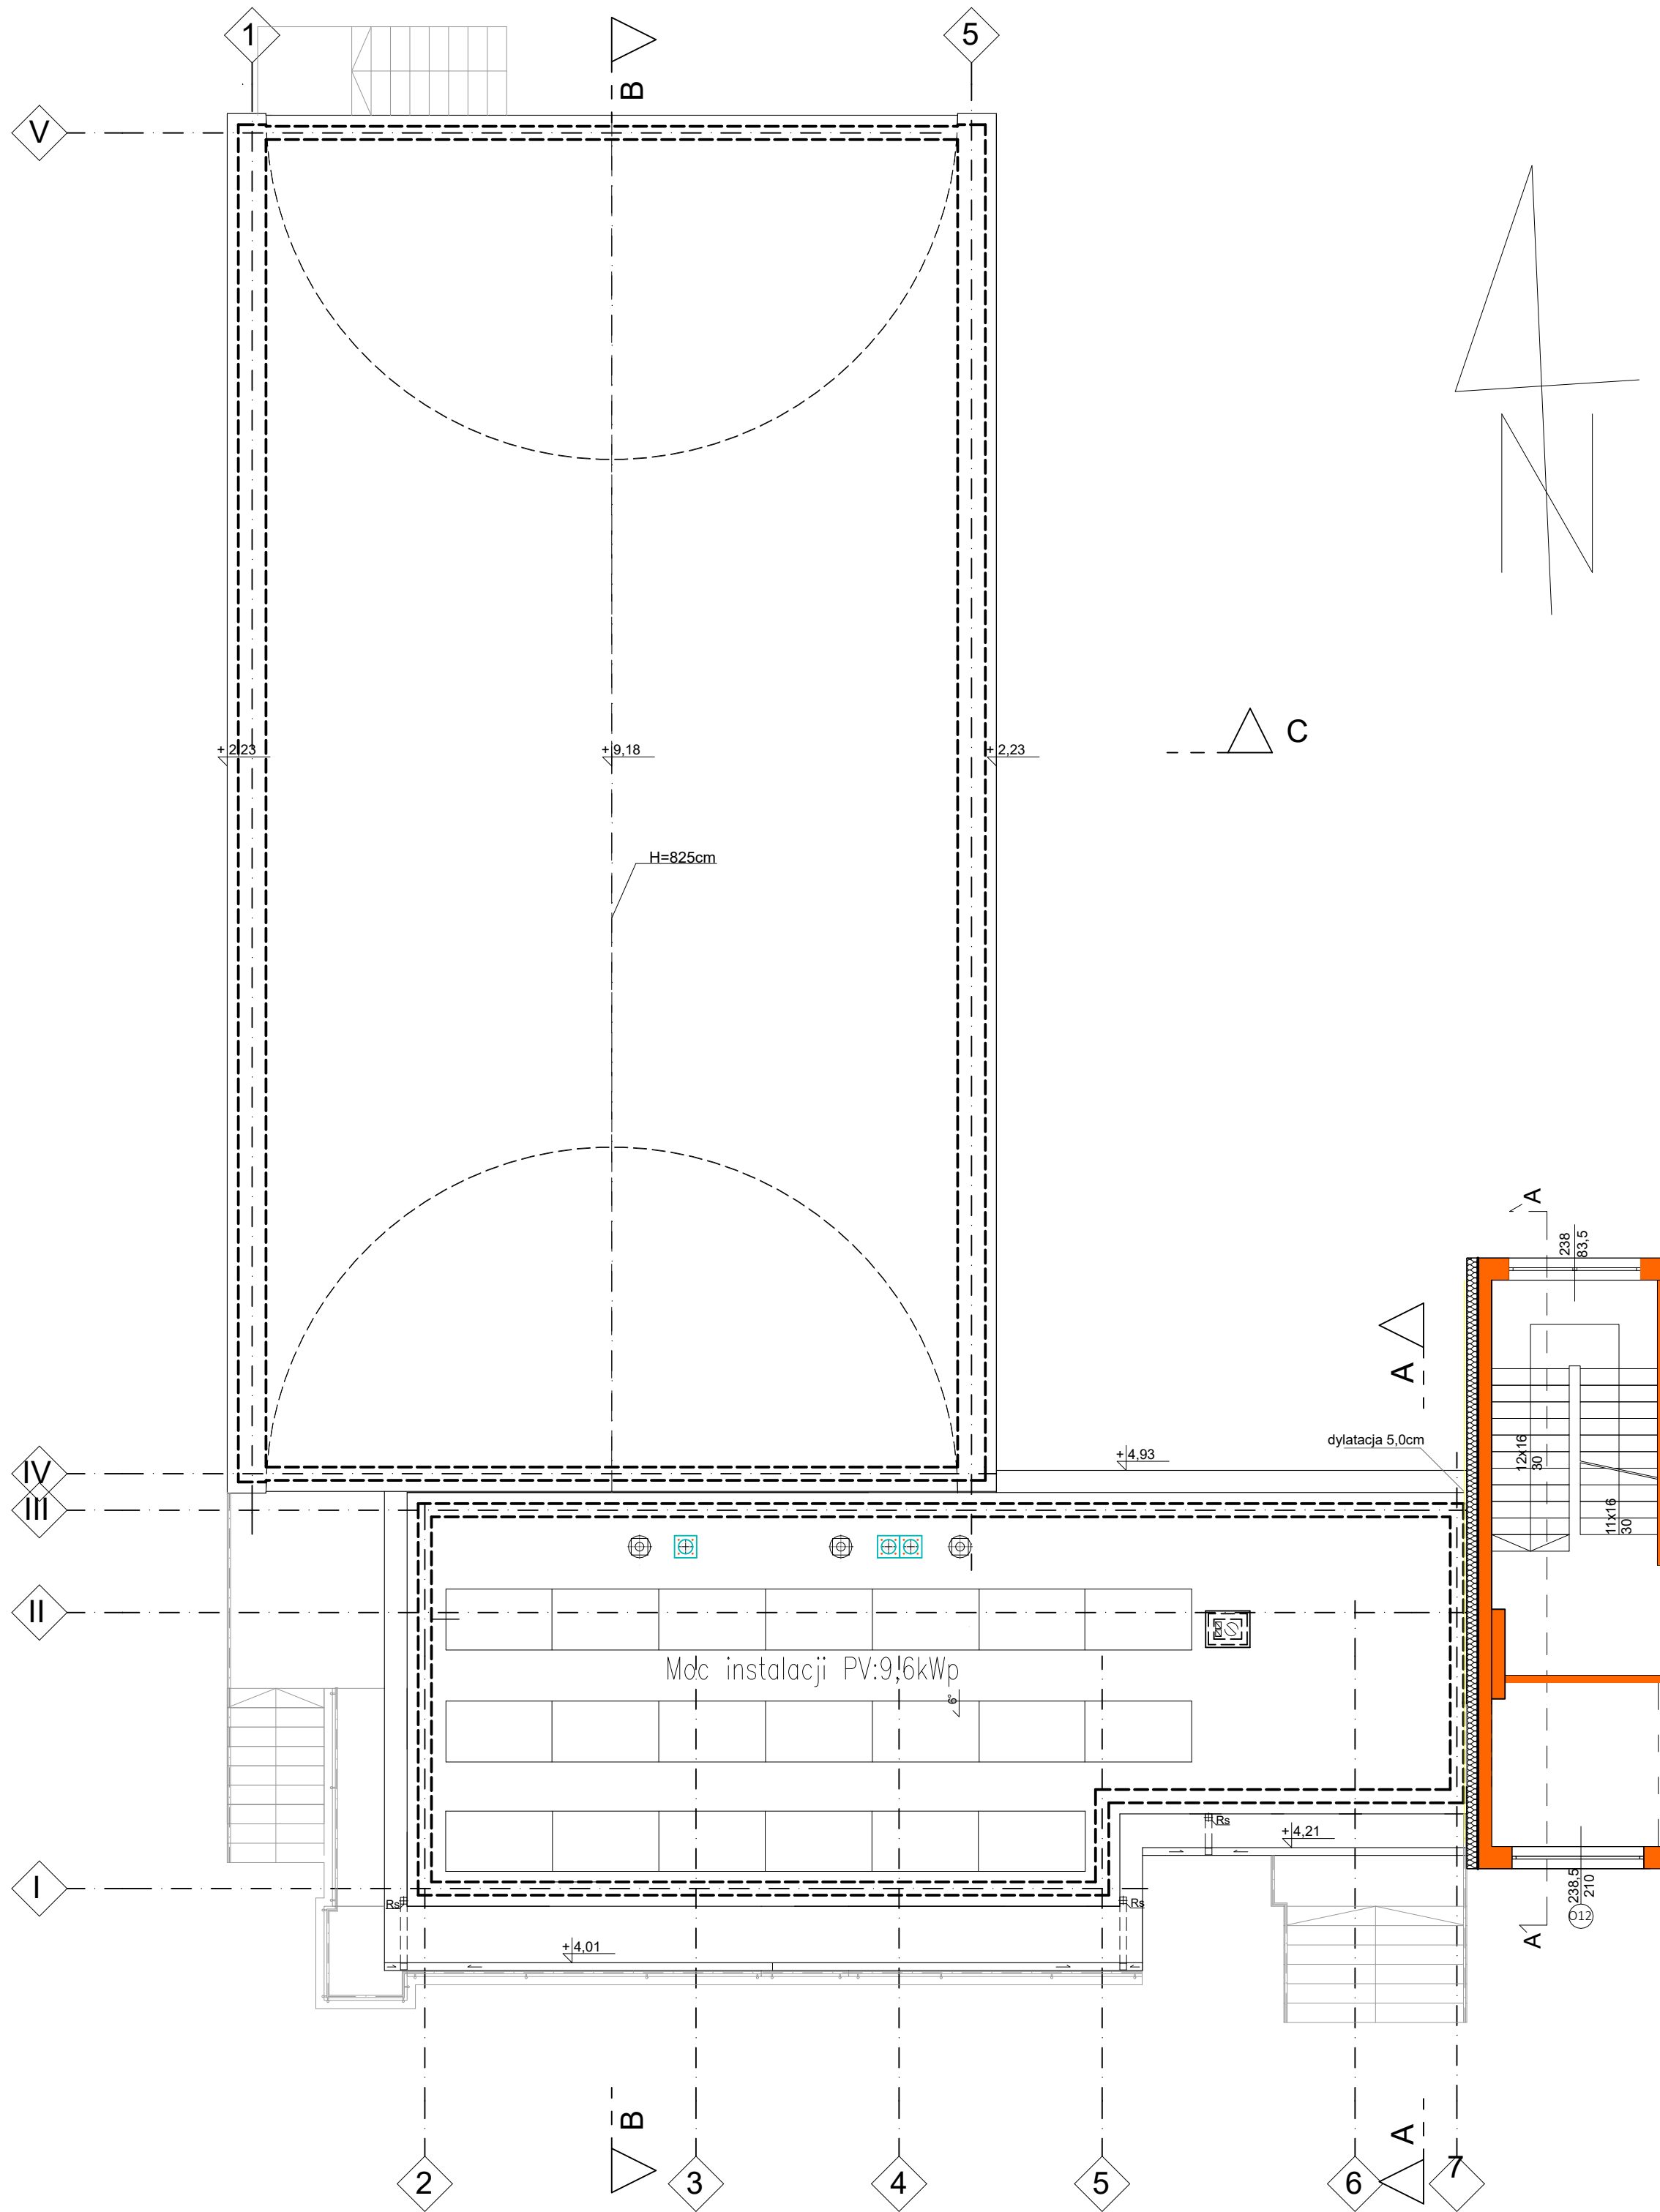 1
5
B
V
N
C
+2,23
+9,18
+2,23
H=825cm
A
238
83,5
A
dylatacja 5,0cm
+4,93
12x16
30
11x16
30
IV
III
II
Moc instalacji PV:9,6kWp
6°
Rs
+4,21
I
Rs
Rs
+4,01
238,5
210
O12
A
B
A
2
3
4
5
6
7